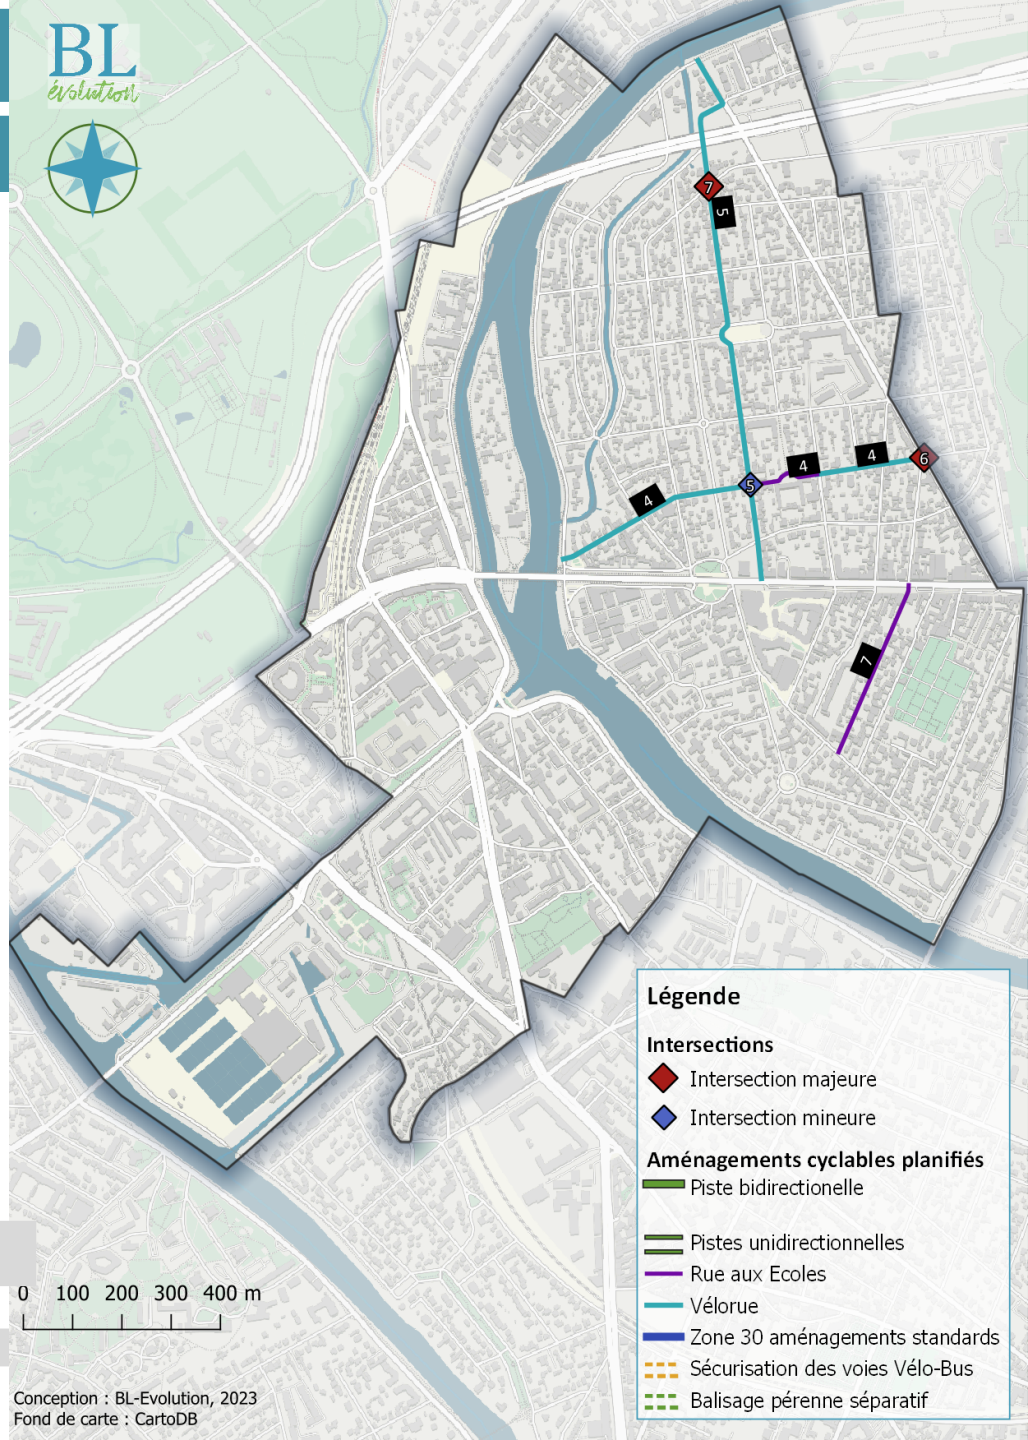 BL
évolution
7
5
6
4
4
5
4
7
Légende
Intersections
Intersection majeure
Intersection mineure
Aménagements cyclables planifiés
Piste bidirectionelle
Pistes unidirectionnelles
Rue aux Ecoles
Vélorue
Zone 30 aménagements standards
Sécurisation des voies Vélo-Bus
Balisage pérenne séparatif
0 100 200 300 400 m
Conception : BL-Evolution, 2023
Fond de carte : CartoDB